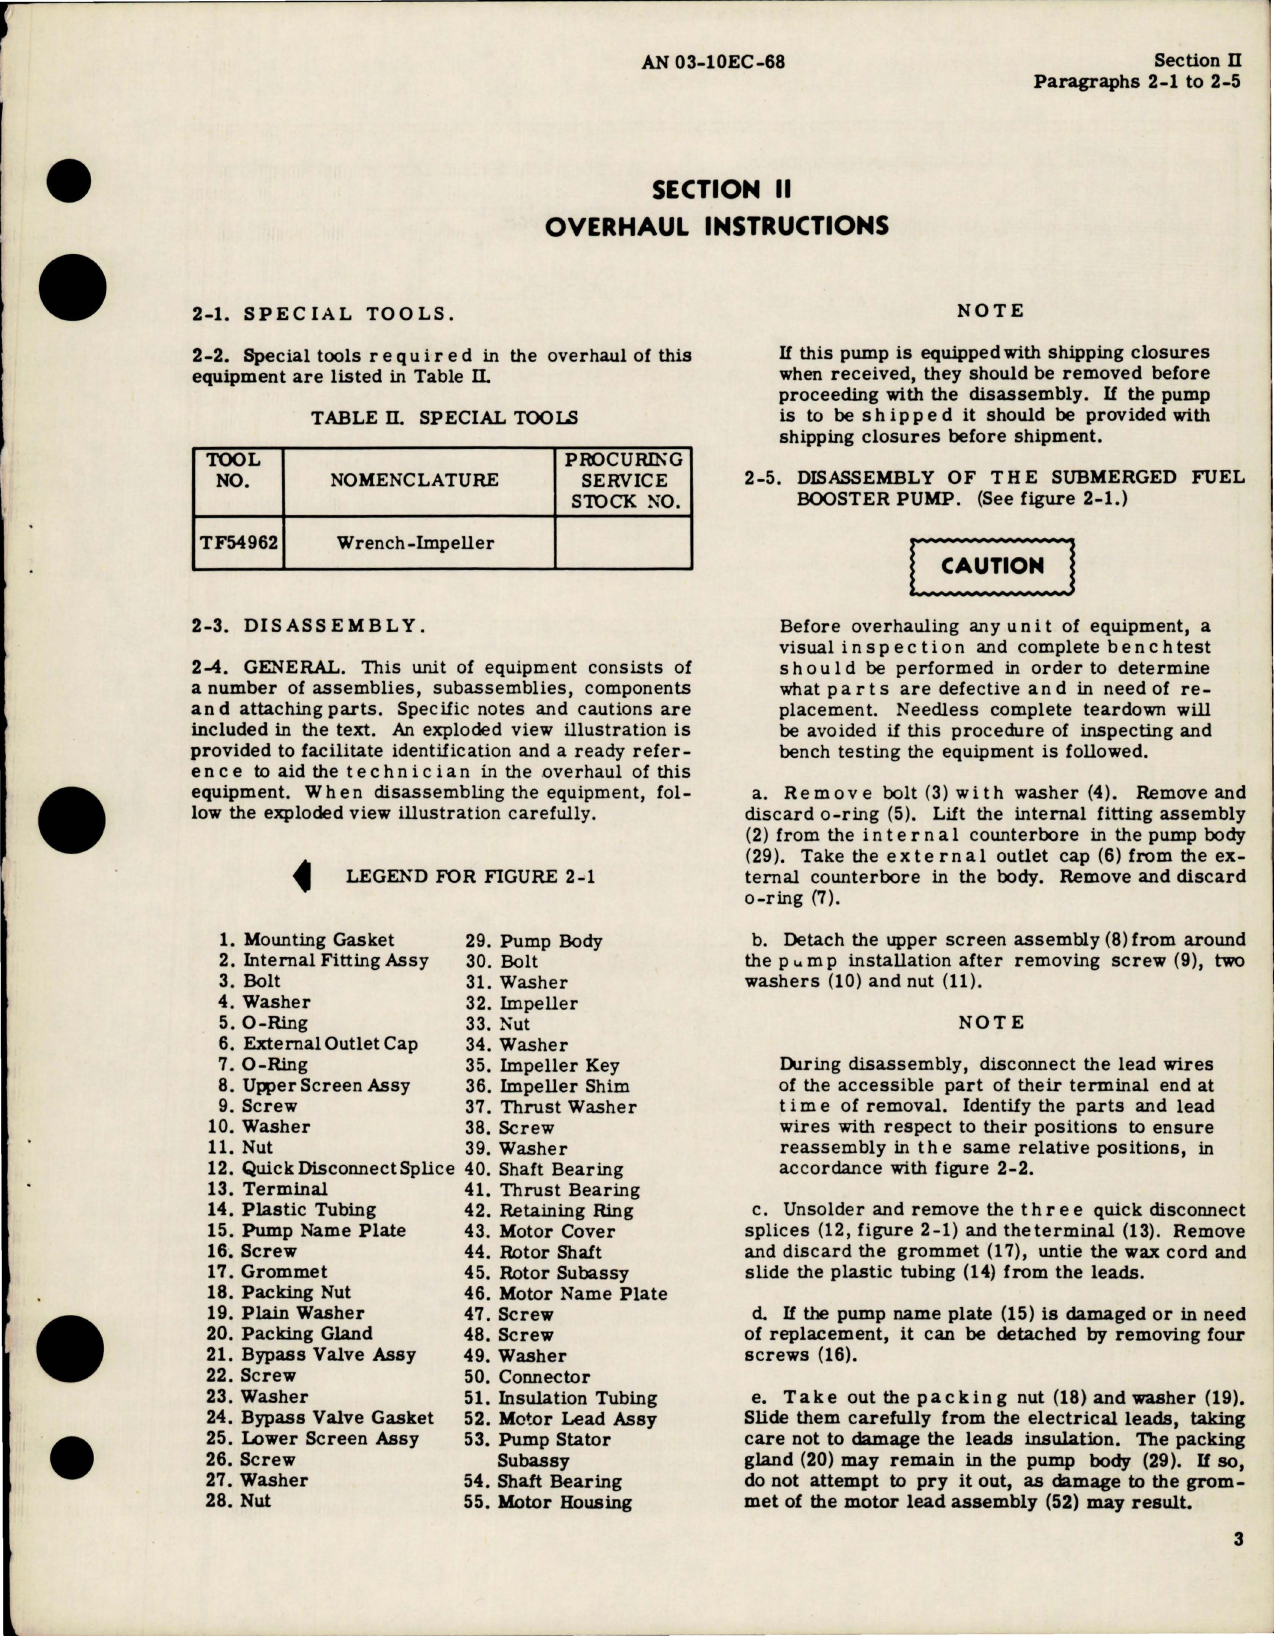 AN 03-10EC-68
Section II
Paragraphs 2-1 to 2-5
SECTION II
OVERHAUL INSTRUCTIONS
2-1. SPECIAL TOOLS.
2-2. Special tools required in the overhaul of this
equipment are listed in Table II.
TABLE II. SPECIAL TOOLS
TOOL
NO.
NOMENCLATURE
PROCURING
SERVICE
STOCK NO.
TF54962
Wrench-Impeller
2-3. DISASSEMBLY.
2-4. GENERAL. This unit of equipment consists of
a number of assemblies, subassemblies, components
and attaching parts. Specific notes and cautions are
included in the text. An exploded view illustration is
provided to facilitate identification and a ready refer-
ence to aid the technician in the overhaul of this
equipment. When disassembling the equipment, fol-
low the exploded view illustration carefully.
LEGEND FOR FIGURE 2-1
1. Mounting Gasket
2. Internal Fitting Assy
3. Bolt
4. Washer
5. O-Ring
6. External Outlet Cap
7. O-Ring
8. Upper Screen Assy
9. Screw
10. Washer
11. Nut
12. Quick Disconnect Splice
13. Terminal
14. Plastic Tubing
15. Pump Name Plate
16. Screw
17. Grommet
18. Packing Nut
19. Plain Washer
20. Packing Gland
21. Bypass Valve Assy
22. Screw
23. Washer
24. Bypass Valve Gasket
25. Lower Screen Assy
26. Screw
27. Washer
28. Nut
29. Pump Body
30. Bolt
31. Washer
32. Impeller
33. Nut
34. Washer
35. Impeller Key
36. Impeller Shim
37. Thrust Washer
38. Screw
39. Washer
40. Shaft Bearing
41. Thrust Bearing
42. Retaining Ring
43. Motor Cover
44. Rotor Shaft
45. Rotor Subassy
46. Motor Name Plate
47. Screw
48. Screw
49. Washer
50. Connector
51. Insulation Tubing
52. Motor Lead Assy
53. Pump Stator
Subassy
54. Shaft Bearing
55. Motor Housing
NOTE
If this pump is equipped with shipping closures
when received, they should be removed before
proceeding with the disassembly. If the pump
is to be shipped it should be provided with
shipping closures before shipment.
2-5. DISASSEMBLY OF THE SUBMERGED FUEL
BOOSTER PUMP. (See figure 2-1.)
CAUTION
Before overhauling any unit of equipment, a
visual inspection and complete bench test
should be performed in order to determine
what parts are defective and in need of re-
placement. Needless complete teardown will
be avoided if this procedure of inspecting and
bench testing the equipment is followed.
a. Remove bolt (3) with washer (4). Remove and
discard o-ring (5). Lift the internal fitting assembly
(2) from the internal counterbore in the pump body
(29). Take the external outlet cap (6) from the ex-
ternal counterbore in the body. Remove and discard
o-ring (7).
b. Detach the upper screen assembly (8) from around
the pump installation after removing screw (9), two
washers (10) and nut (11).
NOTE
During disassembly, disconnect the lead wires
of the accessible part of their terminal end at
time of removal. Identify the parts and lead
wires with respect to their positions to ensure
reassembly in the same relative positions, in
accordance with figure 2-2.
c. Unsolder and remove the three quick disconnect
splices (12, figure 2-1) and the terminal (13). Remove
and discard the grommet (17), untie the wax cord and
slide the plastic tubing (14) from the leads.
d. If the pump name plate (15) is damaged or in need
of replacement, it can be detached by removing four
screws (16).
e. Take out the packing nut (18) and washer (19).
Slide them carefully from the electrical leads, taking
care not to damage the leads insulation. The packing
gland (20) may remain in the pump body (29). If so,
do not attempt to pry it out, as damage to the grom-
met of the motor lead assembly (52) may result.
3